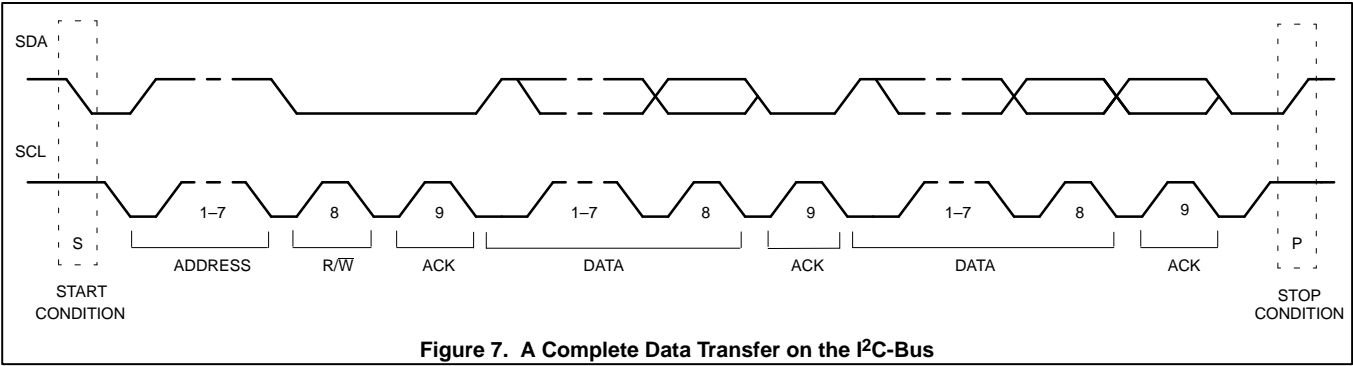 SDA
SCL
1–7 8 9 1–7 8 9 1–7 8 9
S P
ADDRESS R/W̅ ACK DATA ACK DATA ACK
START CONDITION
STOP CONDITION
Figure 7. A Complete Data Transfer on the I²C-Bus